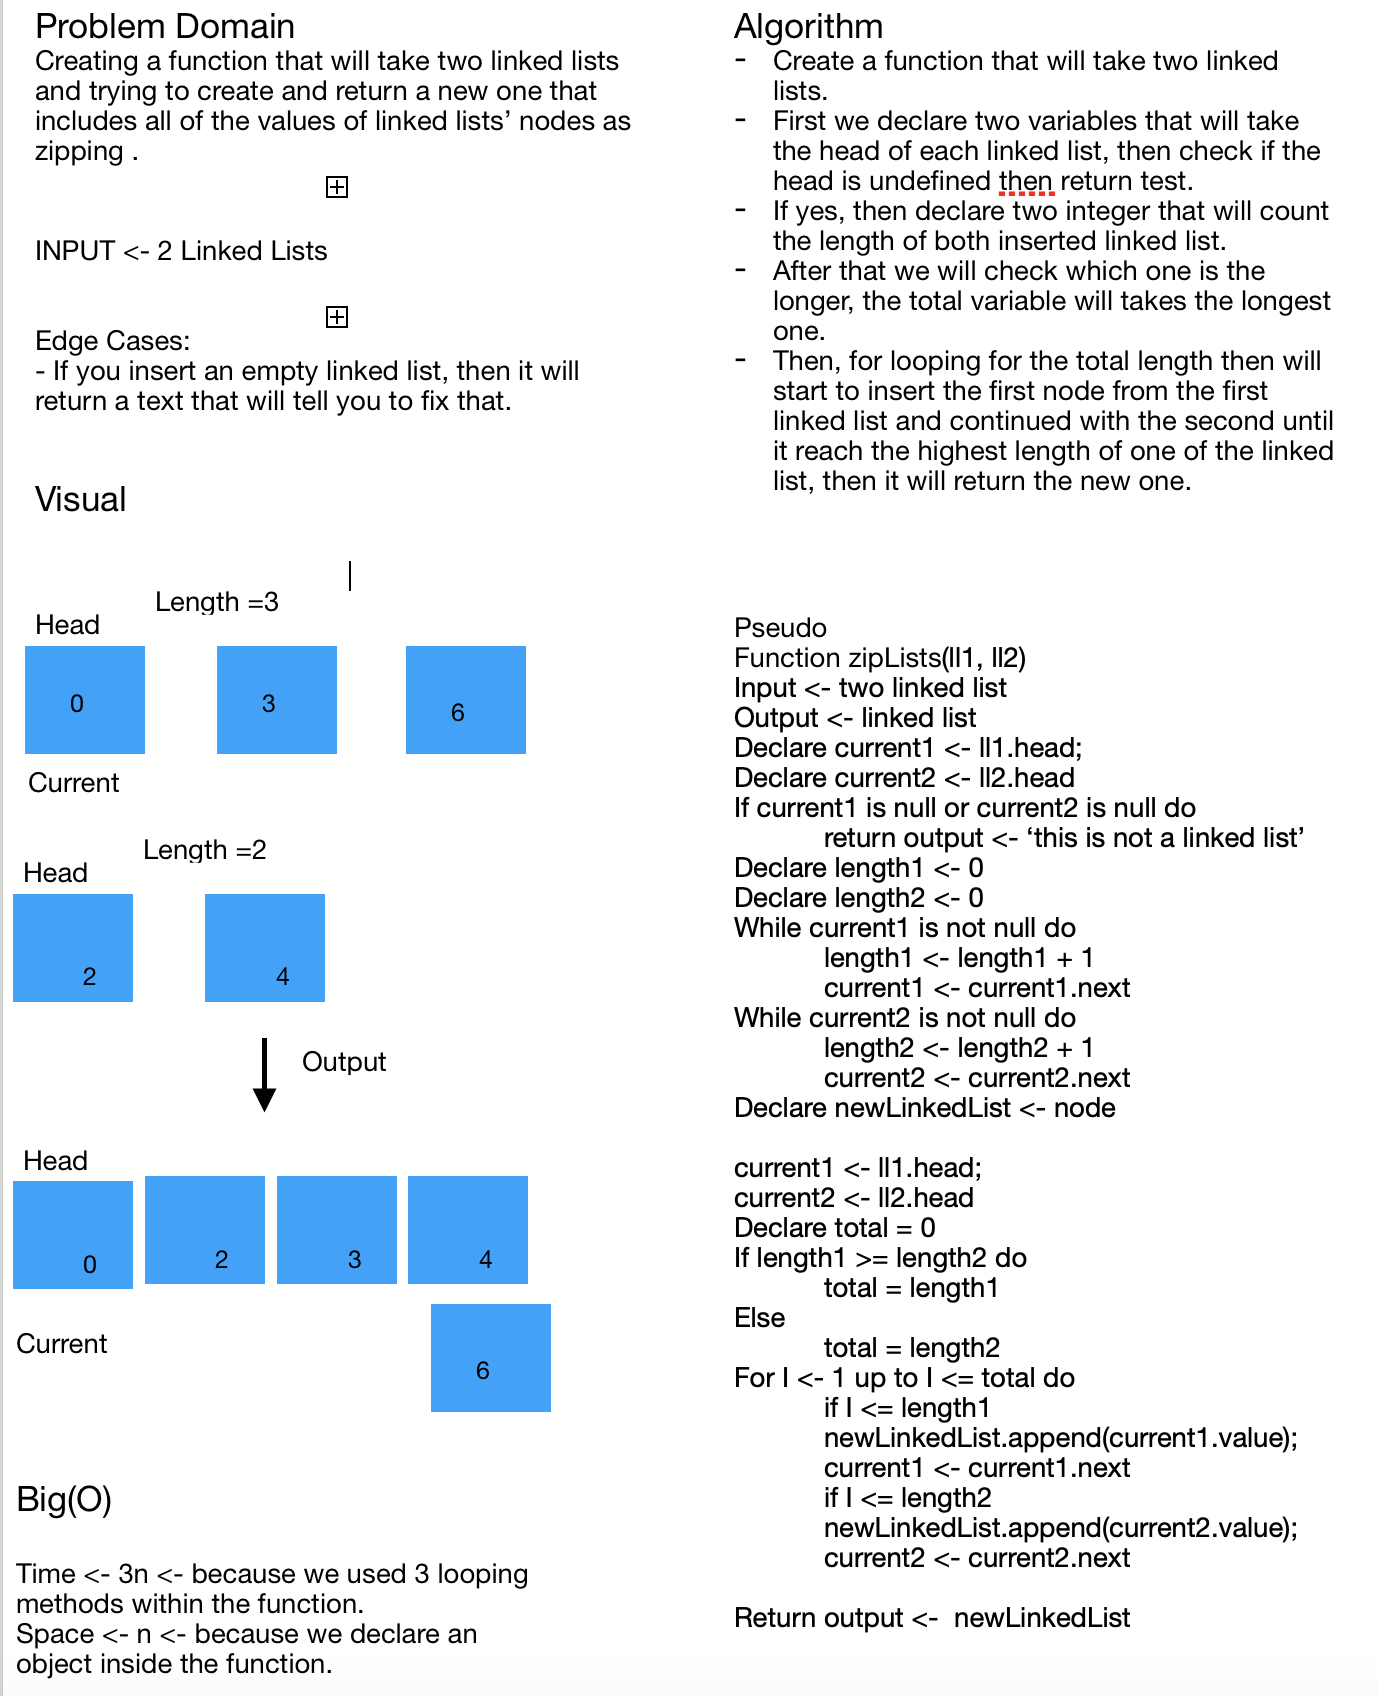 Problem Domain
Creating a function that will take two linked lists
and trying to create and return a new one that
includes all of the values of linked lists’ nodes as
zipping .
INPUT <- 2 Linked Lists
Edge Cases:
- If you insert an empty linked list, then it will
return a text that will tell you to fix that.
Visual
Length =3
Head
0
3
6
Current
Length =2
Head
2
4
Output
Head
0
2
3
4
Current
6
Big(O)
Time <- 3n <- because we used 3 looping
methods within the function.
Space <- n <- because we declare an
object inside the function.
Algorithm
- Create a function that will take two linked
lists.
- First we declare two variables that will take
the head of each linked list, then check if the
head is undefined then return test.
- If yes, then declare two integer that will count
the length of both inserted linked list.
- After that we will check which one is the
longer, the total variable will takes the longest
one.
- Then, for looping for the total length then will
start to insert the first node from the first
linked list and continued with the second until
it reach the highest length of one of the linked
list, then it will return the new one.
Pseudo
Function zipLists(ll1, ll2)
Input <- two linked list
Output <- linked list
Declare current1 <- ll1.head;
Declare current2 <- ll2.head
If current1 is null or current2 is null do
return output <- ‘this is not a linked list’
Declare length1 <- 0
Declare length2 <- 0
While current1 is not null do
length1 <- length1 + 1
current1 <- current1.next
While current2 is not null do
length2 <- length2 + 1
current2 <- current2.next
Declare newLinkedList <- node
current1 <- ll1.head;
current2 <- ll2.head
Declare total = 0
If length1 >= length2 do
total = length1
Else
total = length2
For I <- 1 up to I <= total do
if I <= length1
newLinkedList.append(current1.value);
current1 <- current1.next
if I <= length2
newLinkedList.append(current2.value);
current2 <- current2.next
Return output <-  newLinkedList